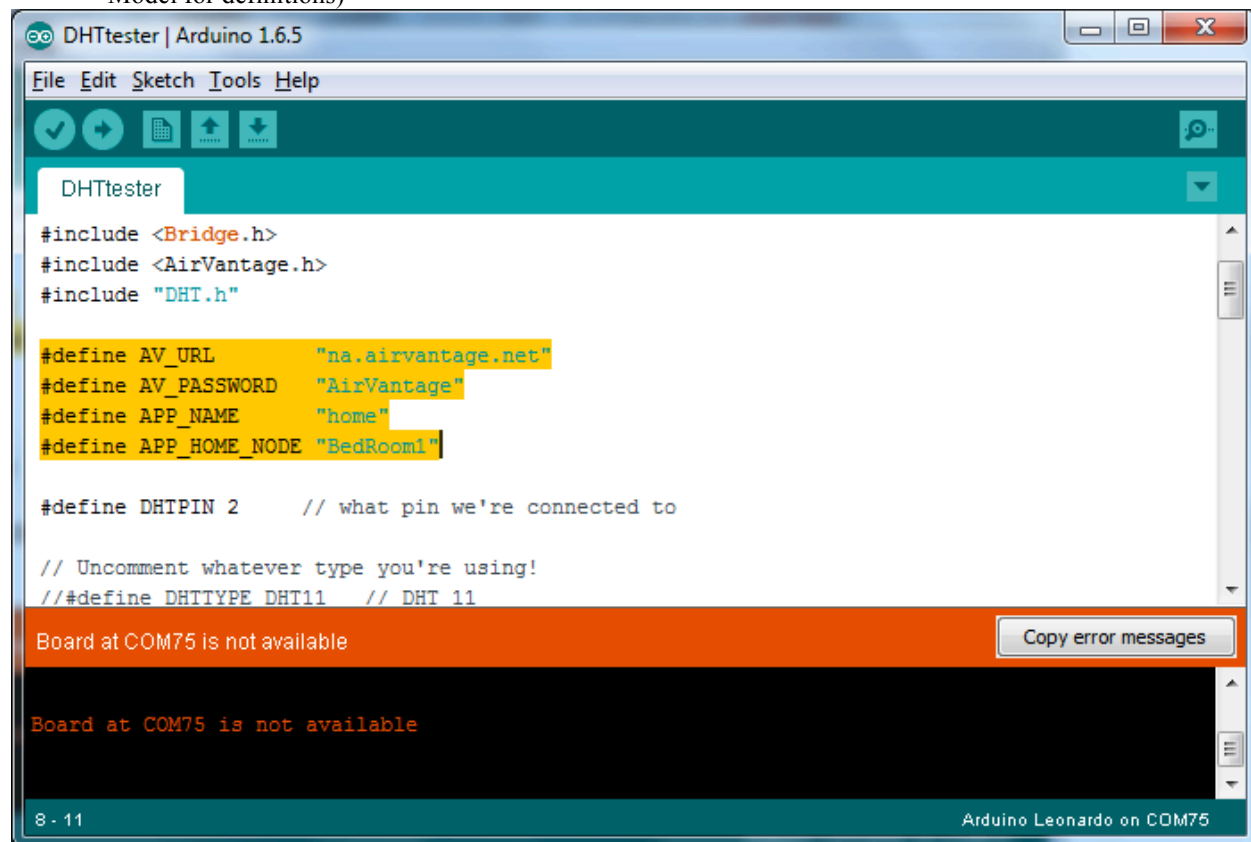 Model for definitions)
DHTtester | Arduino 1.6.5
File Edit Sketch Tools Help
DHTtester
#include <Bridge.h>
#include <AirVantage.h>
#include "DHT.h"
#define AV_URL "na.airvantage.net"
#define AV_PASSWORD "AirVantage"
#define APP_NAME "home"
#define APP_HOME_NODE "BedRoom1"
#define DHTPIN 2 // what pin we're connected to
// Uncomment whatever type you're using!
//#define DHTTYPE DHT11 // DHT 11
Board at COM75 is not available
Copy error messages
Board at COM75 is not available
8 - 11
Arduino Leonardo on COM75